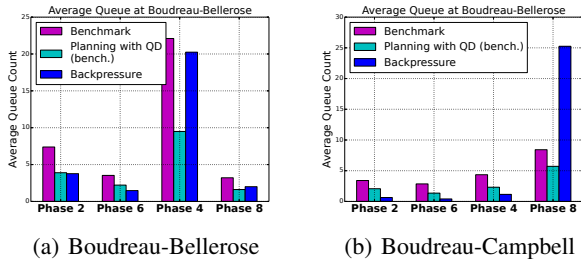 Average Queue at Boudreau-Bellerose
Average Queue Count
25
20
15
10
5
0
Benchmark
Planning with QD
(bench.)
Backpressure
Phase 2 Phase 6 Phase 4 Phase 8
(a) Boudreau-Bellerose
Average Queue at Boudreau-Bellerose
Average Queue Count
30
25
20
15
10
5
0
Benchmark
Planning with QD (bench.)
Backpressure
Phase 2 Phase 6 Phase 4 Phase 8
(b) Boudreau-Campbell